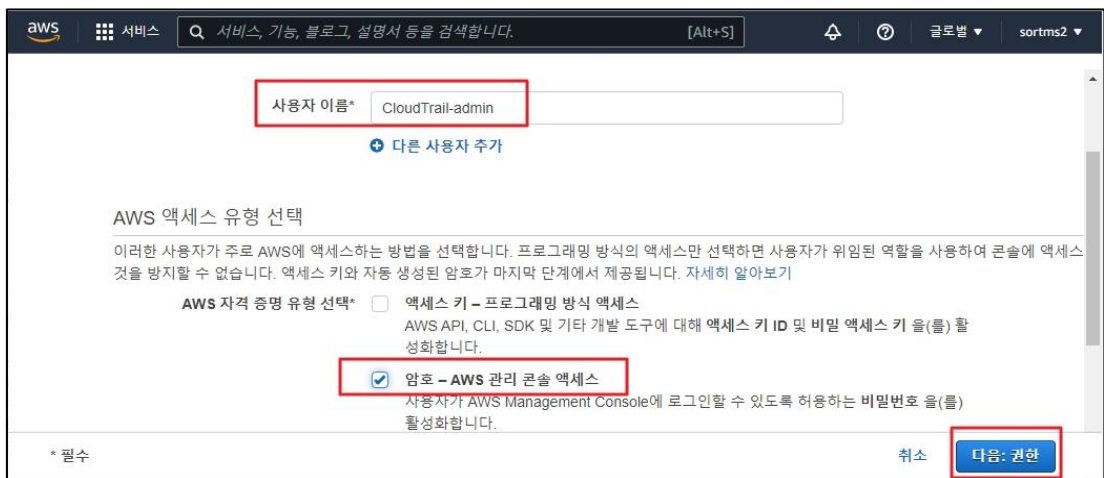 aws
서비스
서비스, 기능, 블로그, 설명서 등을 검색합니다.
[Alt+S]
글로벌
sortms2
사용자 이름*
CloudTrail-admin
다른 사용자 추가
AWS 액세스 유형 선택
이러한 사용자가 주로 AWS에 액세스하는 방법을 선택합니다. 프로그래밍 방식의 액세스만 선택하면 사용자가 위임된 역할을 사용하여 콘솔에 액세스
것을 방지할 수 없습니다. 액세스 키와 자동 생성된 암호가 마지막 단계에서 제공됩니다. 자세히 알아보기
AWS 자격 증명 유형 선택*
액세스 키 – 프로그래밍 방식 액세스
AWS API, CLI, SDK 및 기타 개발 도구에 대해 액세스 키 ID 및 비밀 액세스 키 을(를) 활
성화합니다.
암호 – AWS 관리 콘솔 액세스
사용자가 AWS Management Console에 로그인할 수 있도록 허용하는 비밀번호 을(를)
활성화합니다.
* 필수
취소
다음: 권한